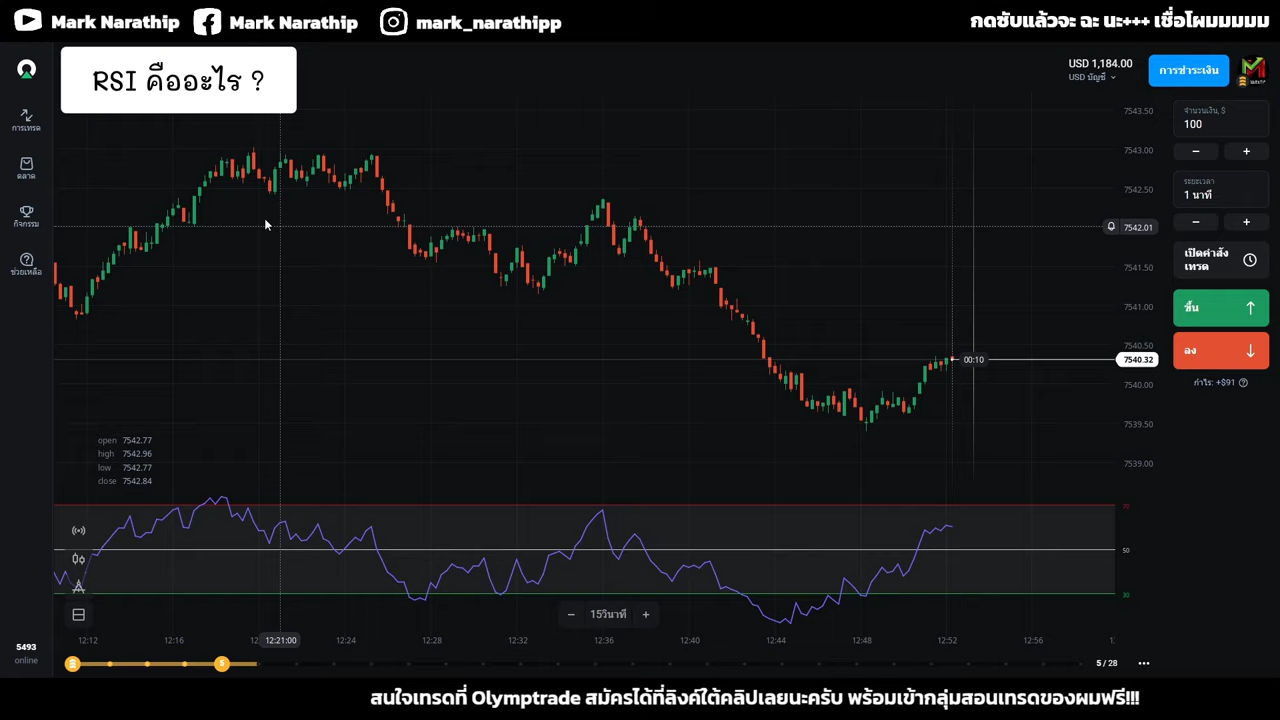 Mark Narathip Mark Narathip mark_narathipp กดซับแล้วจะ ฉะ นะ+++ เชื่อโผมมมมม
RSI คืออะไร ?
USD 1,184.00
USD บัญชี
การชำระเงิน
การเทรด
ตลาด
กิจกรรม
ช่วยเหลือ
จำนวนเงิน, $
100
− +
ระยะเวลา
1 นาที
− +
เปิดคำสั่ง
เทรด
ขึ้น ↑
ลง ↓
กำไร: +$91
7543.50
7543.00
7542.50
7542.01
7541.50
7541.00
7540.50
7540.32
00:10
7540.00
7539.50
7539.00
open 7542.77
high 7542.96
low 7542.77
close 7542.84
70
50
30
− 15วินาที +
12:12 12:16 12:21:00 12:24 12:28 12:32 12:36 12:40 12:44 12:48 12:52 12:56
5493
online
5
5 / 28
สนใจเทรดที่ Olymptrade สมัครได้ที่ลิงค์ใต้คลิปเลยนะครับ พร้อมเข้ากลุ่มสอนเทรดของผมฟรี!!!